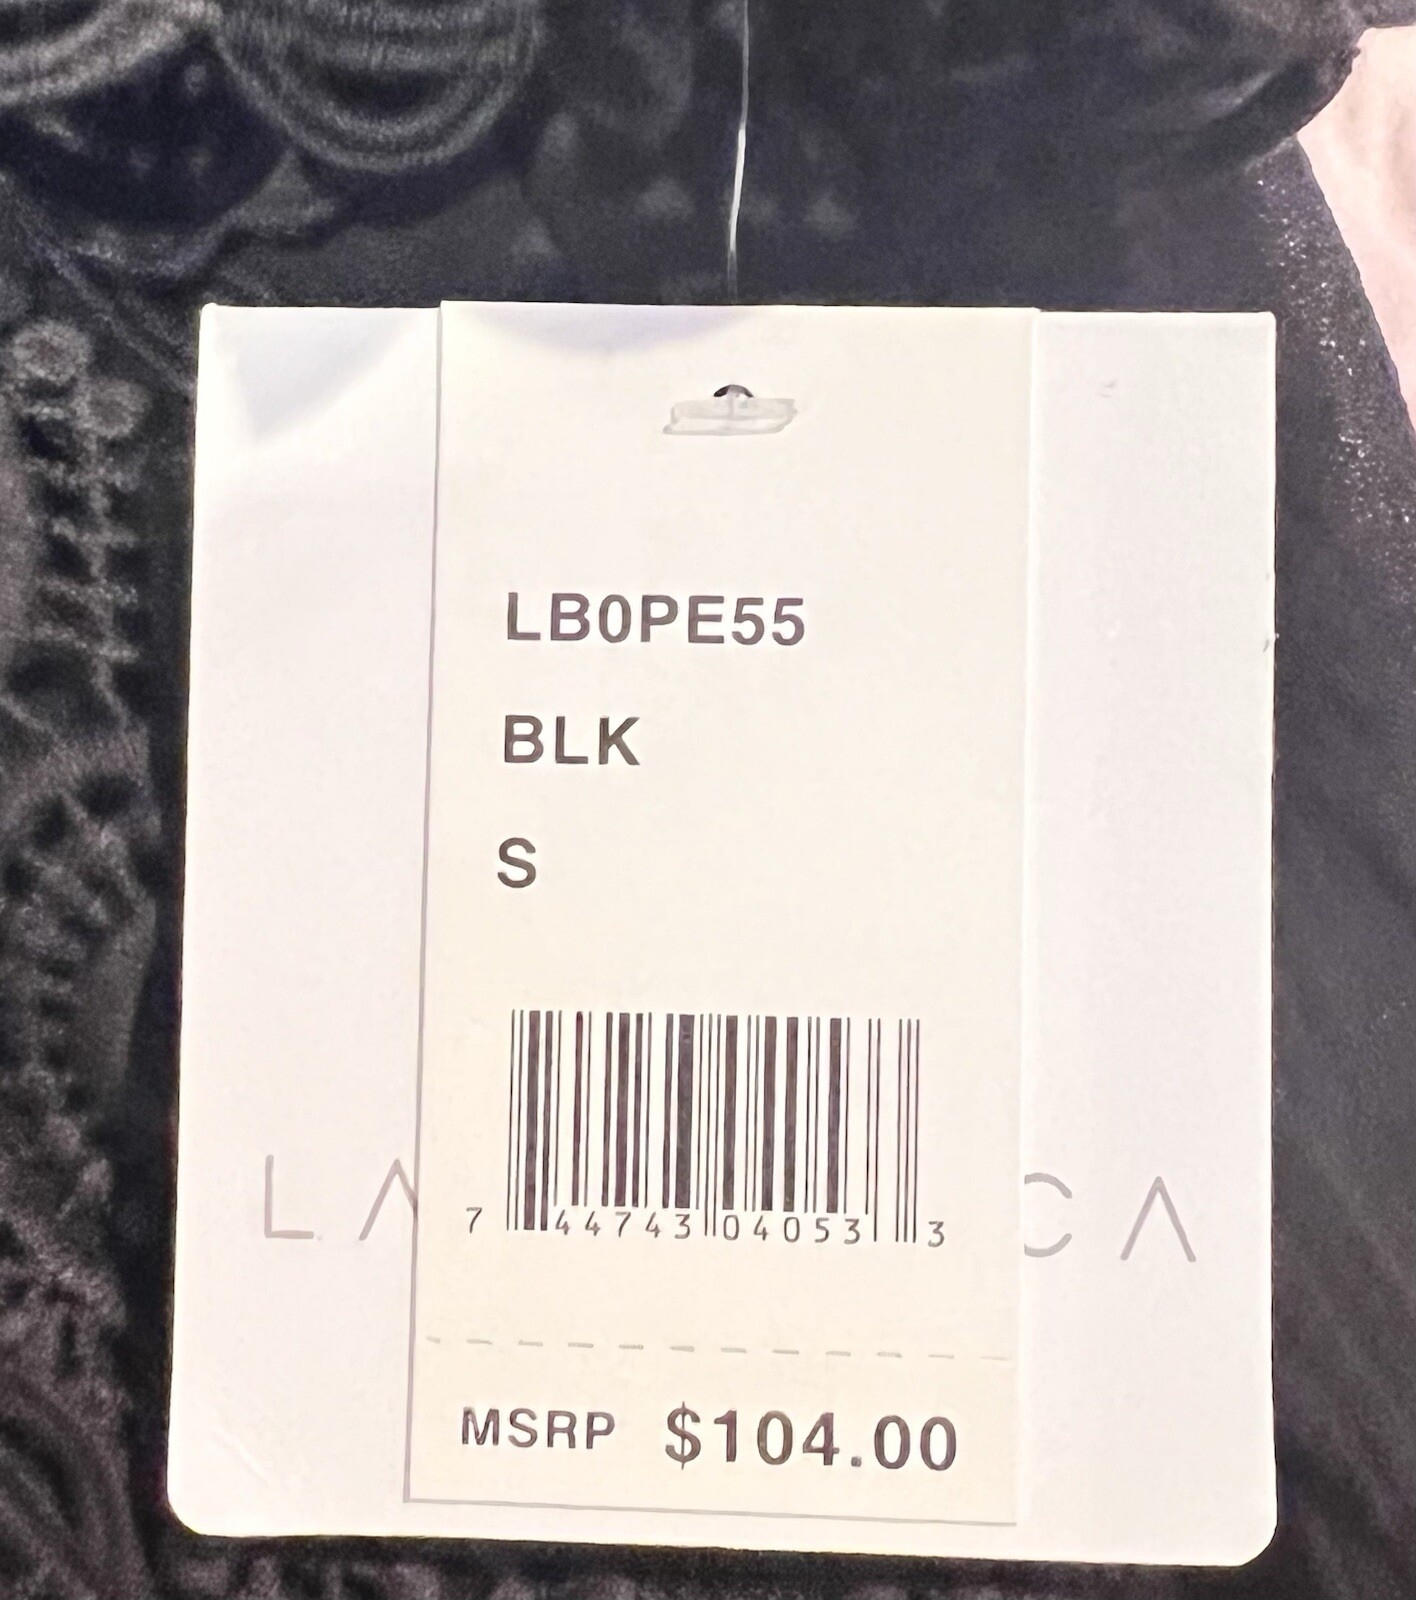 LB0PE55
BLK
S
7 44743 04053 3
MSRP $104.00